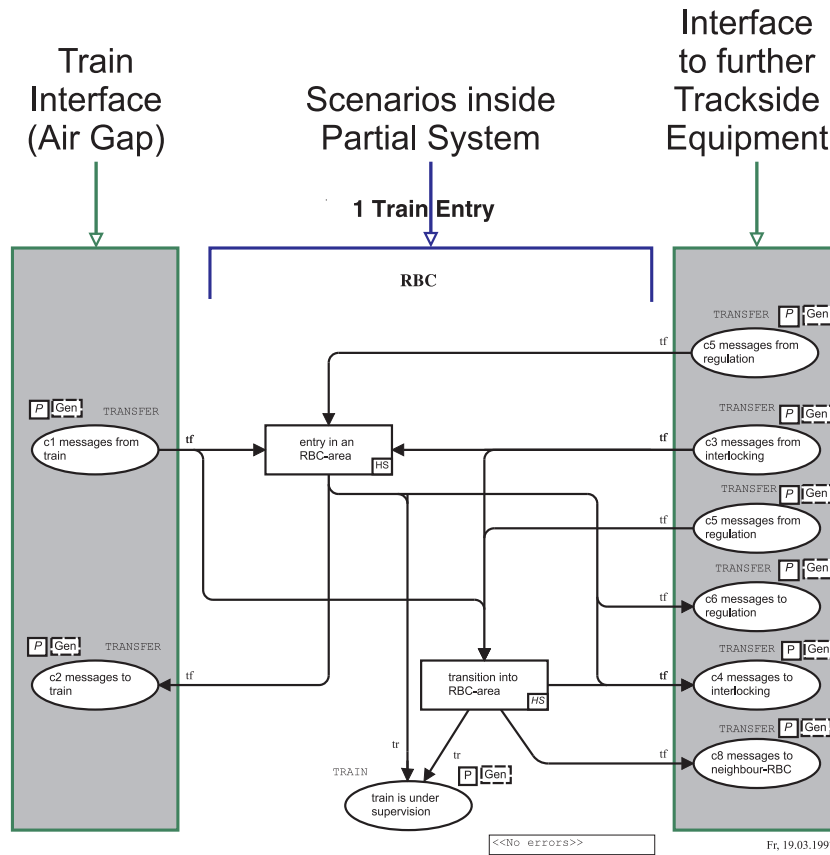 Train
Interface
(Air Gap)
Scenarios inside
Partial System
Interface
to further
Trackside
Equipment
1 Train Entry
RBC
TRANSFER P Gen
c5 messages from
regulation
tf
P Gen TRANSFER
c1 messages from
train
tf
entry in an
RBC-area
HS
TRANSFER P Gen
tf
c3 messages from
interlocking
TRANSFER P Gen
tf
c5 messages from
regulation
TRANSFER P Gen
tf
c6 messages to
regulation
P Gen TRANSFER
c2 messages to
train
tf
transition into
RBC-area
HS
TRANSFER P Gen
tf
c4 messages to
interlocking
TRANSFER P Gen
tf
c8 messages to
neighbour-RBC
tr
tr
TRAIN
P Gen
train is under
supervision
<<No errors>>
Fr, 19.03.199